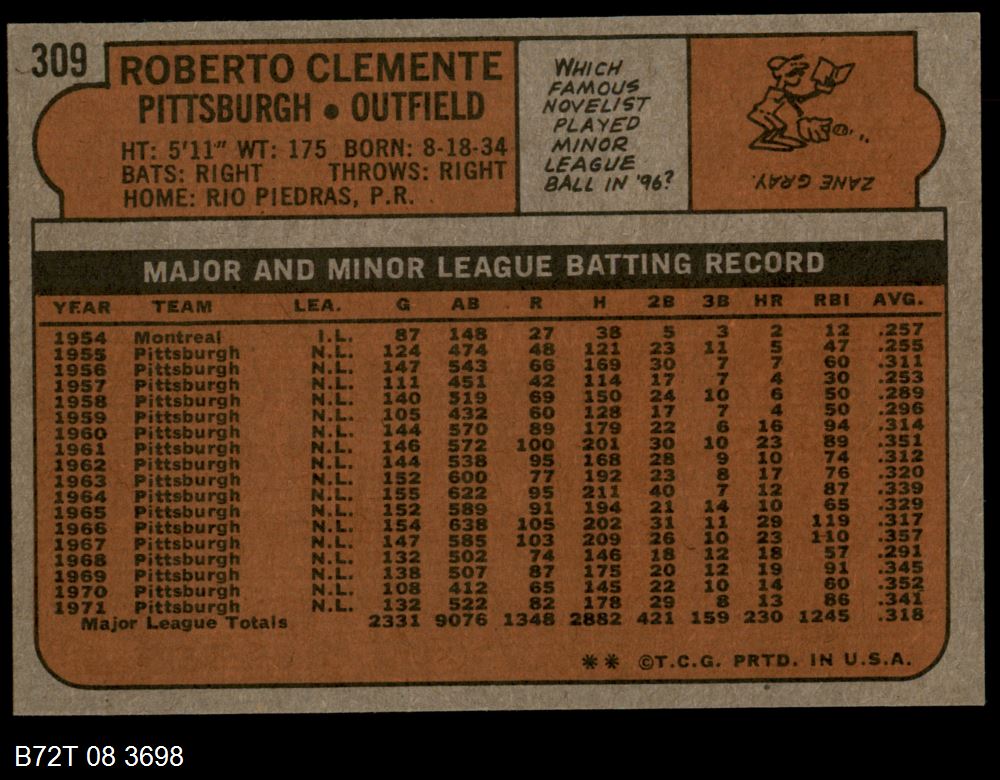 309
ROBERTO CLEMENTE
PITTSBURGH • OUTFIELD
HT: 5'11" WT: 175 BORN: 8-18-34
BATS: RIGHT THROWS: RIGHT
HOME: RIO PIEDRAS, P.R.
WHICH
FAMOUS
NOVELIST
PLAYED
MINOR
LEAGUE
BALL IN '96?
ZANE GRAY.
MAJOR AND MINOR LEAGUE BATTING RECORD
YEAR TEAM LEA. G AB R H 2B 3B HR RBI AVG.
1954 Montreal I.L. 87 148 27 38 5 3 2 12 .257
1955 Pittsburgh N.L. 124 474 48 121 23 11 5 47 .255
1956 Pittsburgh N.L. 147 543 66 169 30 7 7 60 .311
1957 Pittsburgh N.L. 111 451 42 114 17 7 4 30 .253
1958 Pittsburgh N.L. 140 519 69 150 24 10 6 50 .289
1959 Pittsburgh N.L. 105 432 60 128 17 7 4 50 .296
1960 Pittsburgh N.L. 144 570 89 179 22 6 16 94 .314
1961 Pittsburgh N.L. 146 572 100 201 30 10 23 89 .351
1962 Pittsburgh N.L. 144 538 95 168 28 9 10 74 .312
1963 Pittsburgh N.L. 152 600 77 192 23 8 17 76 .320
1964 Pittsburgh N.L. 155 622 95 211 40 7 12 87 .339
1965 Pittsburgh N.L. 152 589 91 194 21 14 10 65 .329
1966 Pittsburgh N.L. 154 638 105 202 31 11 29 119 .317
1967 Pittsburgh N.L. 147 585 103 209 26 10 23 110 .357
1968 Pittsburgh N.L. 132 502 74 146 18 12 18 57 .291
1969 Pittsburgh N.L. 138 507 87 175 20 12 19 91 .345
1970 Pittsburgh N.L. 108 412 65 145 22 10 14 60 .352
1971 Pittsburgh N.L. 132 522 82 178 29 8 13 86 .341
Major League Totals 2331 9076 1348 2882 421 159 230 1245 .318
** ©T.C.G. PRTD. IN U.S.A.
B72T 08 3698